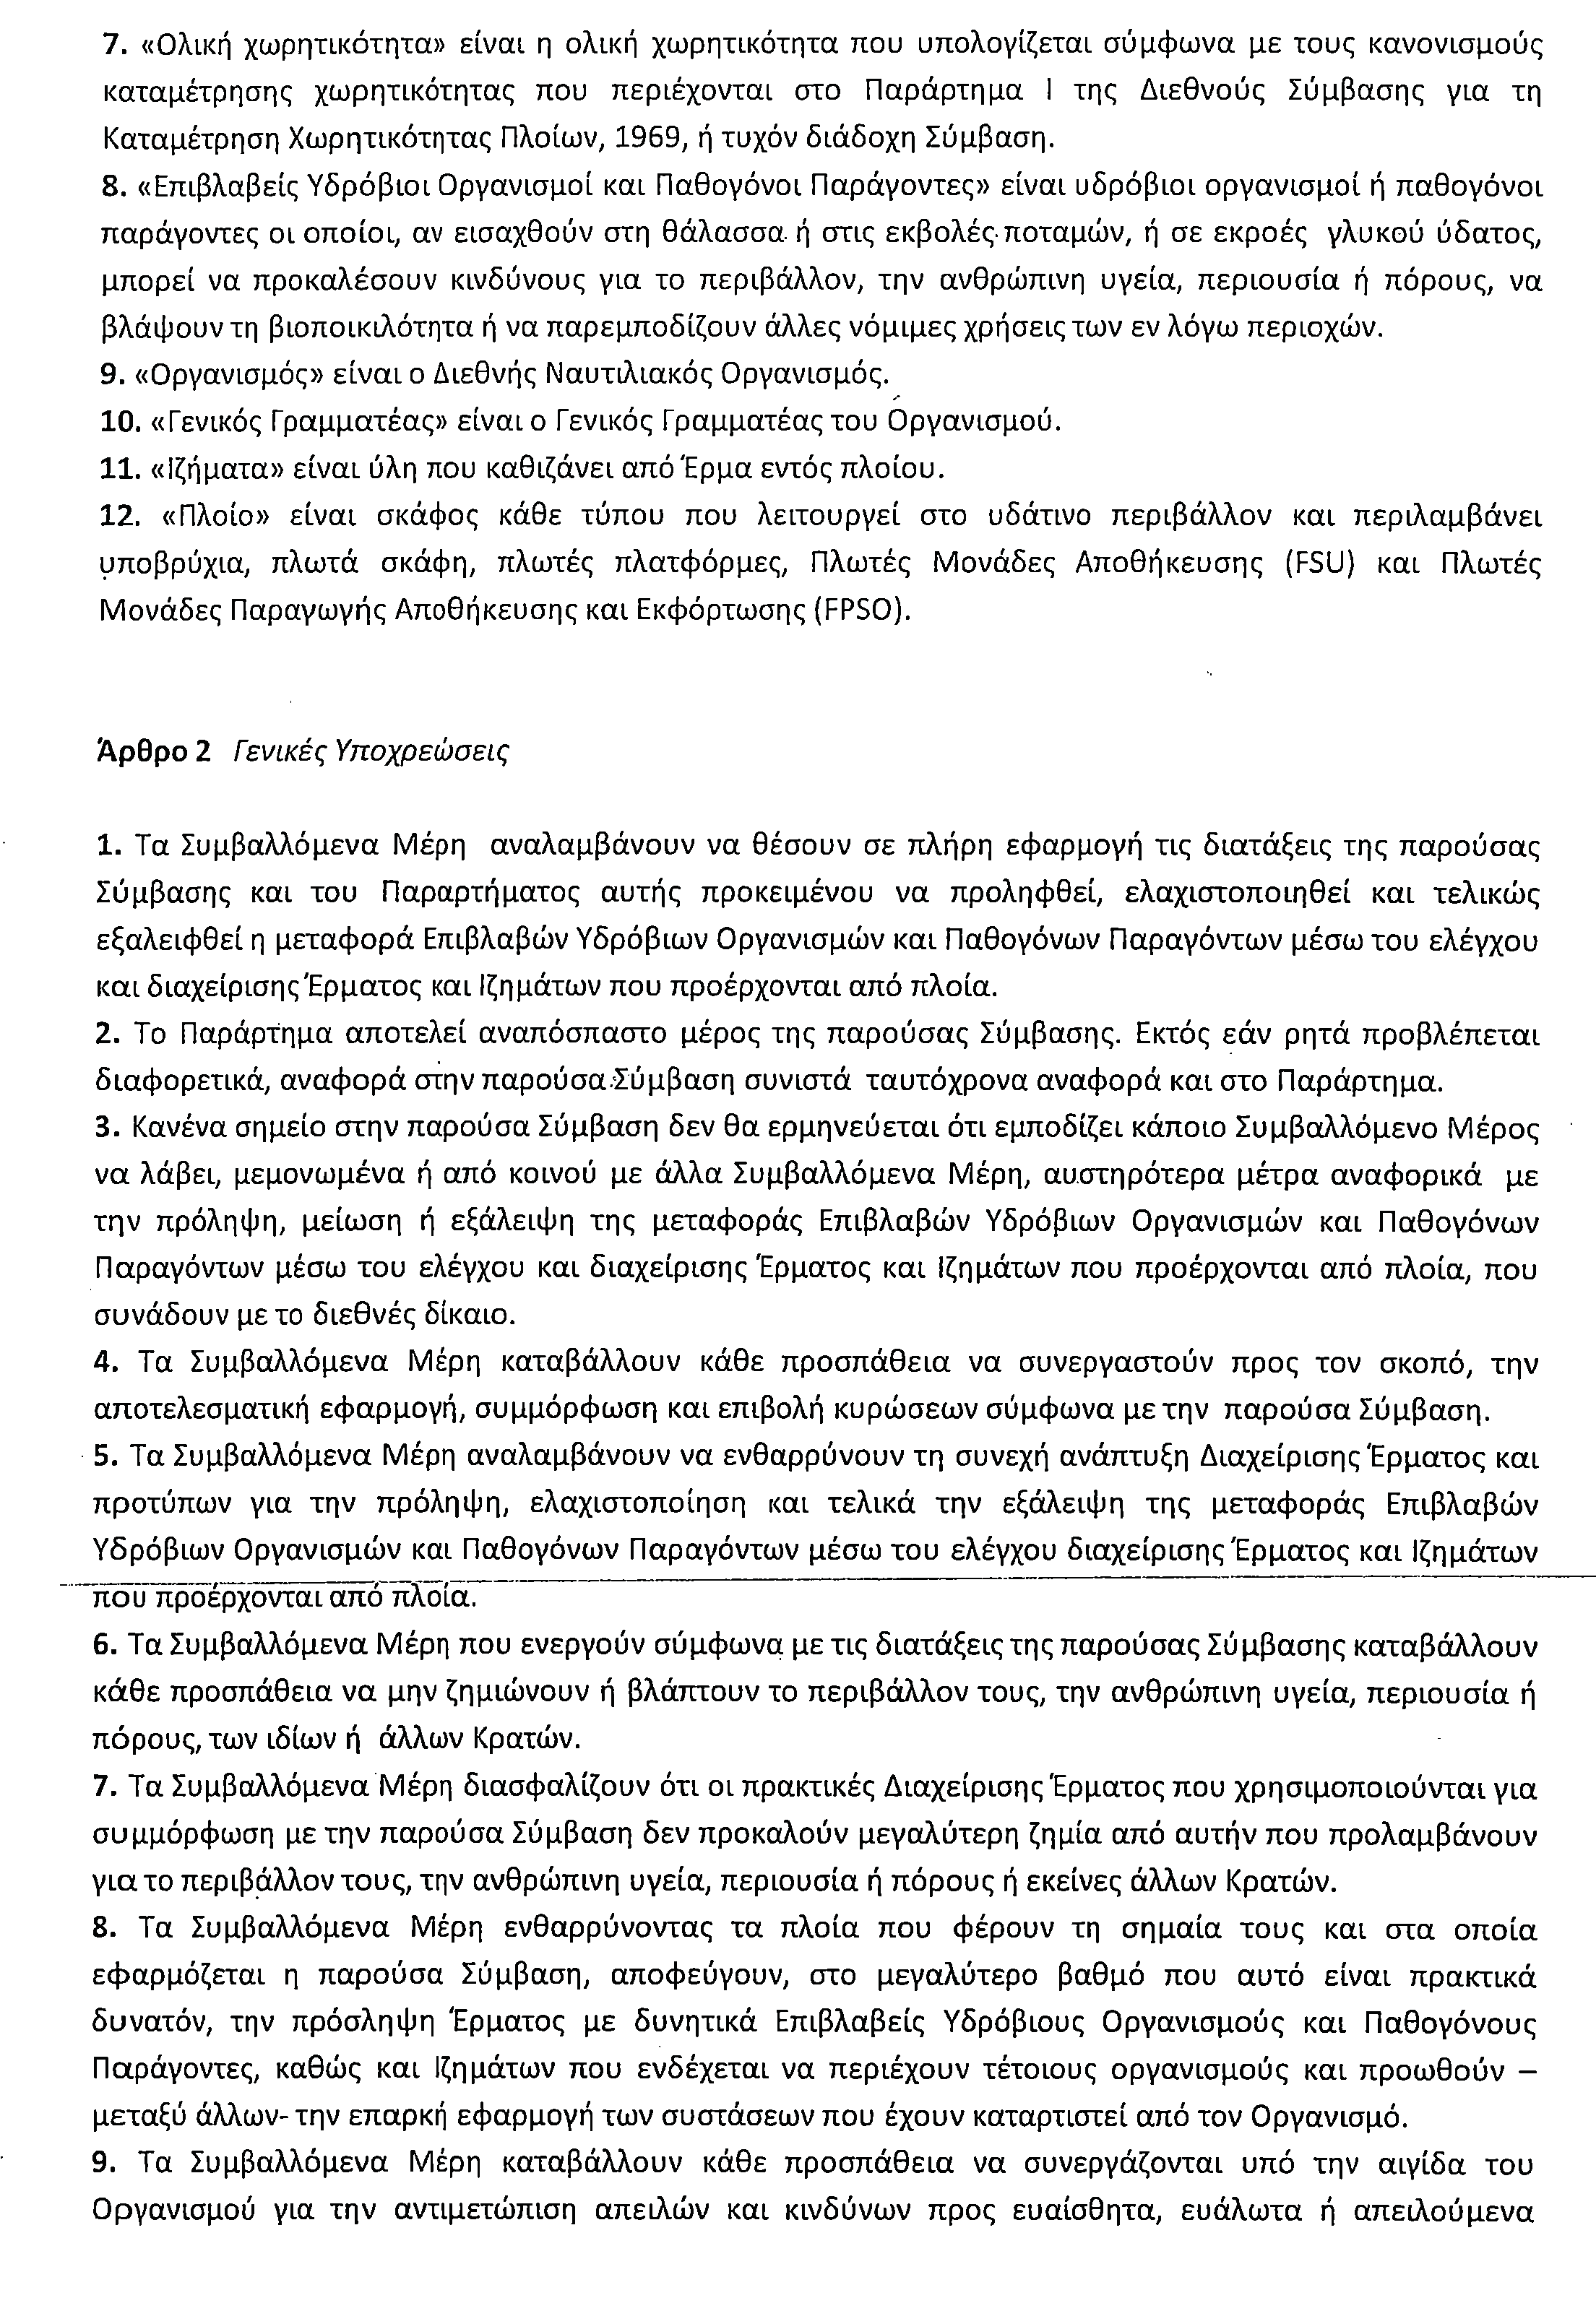 7. «Ολική χωρητικότητα» είναι η ολική χωρητικότητα που υπολογίζεται σύμφωνα με τους κανονισμούς
καταμέτρησης χωρητικότητας που περιέχονται στο Παράρτημα Ι της Διεθνούς Σύμβασης για τη
Καταμέτρηση Χωρητικότητας Πλοίων, 1969, ή τυχόν διάδοχη Σύμβαση.
8. «Επιβλαβείς Υδρόβιοι Οργανισμοί και Παθογόνοι Παράγοντες» είναι υδρόβιοι οργανισμοί ή παθογόνοι
παράγοντες οι οποίοι, αν εισαχθούν στη θάλασσα ή στις εκβολές ποταμών, ή σε εκροές γλυκού ύδατος,
μπορεί να προκαλέσουν κινδύνους για το περιβάλλον, την ανθρώπινη υγεία, περιουσία ή πόρους, να
βλάψουν τη βιοποικιλότητα ή να παρεμποδίζουν άλλες νόμιμες χρήσεις των εν λόγω περιοχών.
9. «Οργανισμός» είναι ο Διεθνής Ναυτιλιακός Οργανισμός.
10. «Γενικός Γραμματέας» είναι ο Γενικός Γραμματέας του Οργανισμού.
11. «Ιζήματα» είναι ύλη που καθιζάνει από Έρμα εντός πλοίου.
12. «Πλοίο» είναι σκάφος κάθε τύπου που λειτουργεί στο υδάτινο περιβάλλον και περιλαμβάνει
υποβρύχια, πλωτά σκάφη, πλωτές πλατφόρμες, Πλωτές Μονάδες Αποθήκευσης (FSU) και Πλωτές
Μονάδες Παραγωγής Αποθήκευσης και Εκφόρτωσης (FPSO).
Άρθρο 2 Γενικές Υποχρεώσεις
1. Τα Συμβαλλόμενα Μέρη αναλαμβάνουν να θέσουν σε πλήρη εφαρμογή τις διατάξεις της παρούσας
Σύμβασης και του Παραρτήματος αυτής προκειμένου να προληφθεί, ελαχιστοποιηθεί και τελικώς
εξαλειφθεί η μεταφορά Επιβλαβών Υδρόβιων Οργανισμών και Παθογόνων Παραγόντων μέσω του ελέγχου
και διαχείρισης Έρματος και Ιζημάτων που προέρχονται από πλοία.
2. Το Παράρτημα αποτελεί αναπόσπαστο μέρος της παρούσας Σύμβασης. Εκτός εάν ρητά προβλέπεται
διαφορετικά, αναφορά στην παρούσα Σύμβαση συνιστά ταυτόχρονα αναφορά και στο Παράρτημα.
3. Κανένα σημείο στην παρούσα Σύμβαση δεν θα ερμηνεύεται ότι εμποδίζει κάποιο Συμβαλλόμενο Μέρος
να λάβει, μεμονωμένα ή από κοινού με άλλα Συμβαλλόμενα Μέρη, αυστηρότερα μέτρα αναφορικά με
την πρόληψη, μείωση ή εξάλειψη της μεταφοράς Επιβλαβών Υδρόβιων Οργανισμών και Παθογόνων
Παραγόντων μέσω του ελέγχου και διαχείρισης Έρματος και Ιζημάτων που προέρχονται από πλοία, που
συνάδουν με το διεθνές δίκαιο.
4. Τα Συμβαλλόμενα Μέρη καταβάλλουν κάθε προσπάθεια να συνεργαστούν προς τον σκοπό, την
αποτελεσματική εφαρμογή, συμμόρφωση και επιβολή κυρώσεων σύμφωνα με την παρούσα Σύμβαση.
5. Τα Συμβαλλόμενα Μέρη αναλαμβάνουν να ενθαρρύνουν τη συνεχή ανάπτυξη Διαχείρισης Έρματος και
προτύπων για την πρόληψη, ελαχιστοποίηση και τελικά την εξάλειψη της μεταφοράς Επιβλαβών
Υδρόβιων Οργανισμών και Παθογόνων Παραγόντων μέσω του ελέγχου διαχείρισης Έρματος και Ιζημάτων
που προέρχονται από πλοία.
6. Τα Συμβαλλόμενα Μέρη που ενεργούν σύμφωνα με τις διατάξεις της παρούσας Σύμβασης καταβάλλουν
κάθε προσπάθεια να μην ζημιώνουν ή βλάπτουν το περιβάλλον τους, την ανθρώπινη υγεία, περιουσία ή
πόρους, των ιδίων ή άλλων Κρατών.
7. Τα Συμβαλλόμενα Μέρη διασφαλίζουν ότι οι πρακτικές Διαχείρισης Έρματος που χρησιμοποιούνται για
συμμόρφωση με την παρούσα Σύμβαση δεν προκαλούν μεγαλύτερη ζημία από αυτήν που προλαμβάνουν
για το περιβάλλον τους, την ανθρώπινη υγεία, περιουσία ή πόρους ή εκείνες άλλων Κρατών.
8. Τα Συμβαλλόμενα Μέρη ενθαρρύνοντας τα πλοία που φέρουν τη σημαία τους και στα οποία
εφαρμόζεται η παρούσα Σύμβαση, αποφεύγουν, στο μεγαλύτερο βαθμό που αυτό είναι πρακτικά
δυνατόν, την πρόσληψη Έρματος με δυνητικά Επιβλαβείς Υδρόβιους Οργανισμούς και Παθογόνους
Παράγοντες, καθώς και Ιζημάτων που ενδέχεται να περιέχουν τέτοιους οργανισμούς και προωθούν –
μεταξύ άλλων- την επαρκή εφαρμογή των συστάσεων που έχουν καταρτιστεί από τον Οργανισμό.
9. Τα Συμβαλλόμενα Μέρη καταβάλλουν κάθε προσπάθεια να συνεργάζονται υπό την αιγίδα του
Οργανισμού για την αντιμετώπιση απειλών και κινδύνων προς ευαίσθητα, ευάλωτα ή απειλούμενα